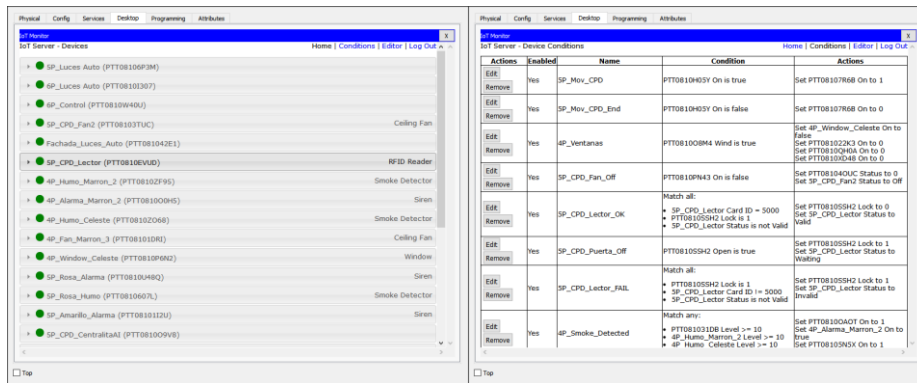 Physical Config Services Desktop Programming Attributes
IoT Monitor X
IoT Server - Devices Home | Conditions | Editor | Log Out
5P_Luces Auto (PTT08106P3M)
6P_Luces Auto (PTT0810I307)
6P_Control (PTT0810W40U)
5P_CPD_Fan2 (PTT08103TUC) Ceiling Fan
Fachada_Luces_Auto (PTT081042E1)
5P_CPD_Lector (PTT0810EVUD) RFID Reader
4P_Humo_Marron_2 (PTT0810ZF9S) Smoke Detector
4P_Alarma_Marron_2 (PTT0810O0HS) Siren
4P_Humo_Celeste (PTT0810ZO68) Smoke Detector
4P_Fan_Marron_3 (PTT08101DRI) Ceiling Fan
4P_Window_Celeste (PTT0810P6N2) Window
5P_Rosa_Alarma (PTT0810U48Q) Siren
5P_Rosa_Humo (PTT0810607L) Smoke Detector
5P_Amarillo_Alarma (PTT08101I2U) Siren
5P_CPD_CentralitaAI (PTT0810O9V8)
Top
Physical Config Services Desktop Programming Attributes
IoT Monitor X
IoT Server - Device Conditions Home | Conditions | Editor | Log Out
Actions Enabled Name Condition Actions
Edit
Remove
Yes 5P_Mov_CPD PTT0810H05Y On is true Set PTT08107R6B On to 1
Edit
Remove
Yes 5P_Mov_CPD_End PTT0810H05Y On is false Set PTT08107R6B On to 0
Edit
Remove
Yes 4P_Ventanas PTT0810O8M4 Wind is true
Set 4P_Window_Celeste On to
false
Set PTT081022K3 On to 0
Set PTT0810QH0A On to 0
Set PTT0810XD48 On to 0
Edit
Remove
Yes 5P_CPD_Fan_Off PTT0810PN43 On is false
Set PTT081040UC Status to 0
Set 5P_CPD_Fan2 Status to Off
Edit
Remove
Yes 5P_CPD_Lector_OK
Match all:
• 5P_CPD_Lector Card ID = 5000
• PTT0810SSH2 Lock is 1
• 5P_CPD_Lector Status is not Valid
Set PTT0810SSH2 Lock to 0
Set 5P_CPD_Lector Status to
Valid
Edit
Remove
Yes 5P_CPD_Puerta_Off PTT0810SSH2 Open is true
Set PTT0810SSH2 Lock to 1
Set 5P_CPD_Lector Status to
Waiting
Edit
Remove
Yes 5P_CPD_Lector_FAIL
Match all:
• PTT0810SSH2 Lock is 1
• 5P_CPD_Lector Card ID != 5000
• 5P_CPD_Lector Status is not Valid
Set PTT0810SSH2 Lock to 1
Set 5P_CPD_Lector Status to
Invalid
Edit
Remove
Yes 4P_Smoke_Detected
Match any:
• PTT081031DB Level >= 10
• 4P_Humo_Marron_2 Level >= 10
• 4P_Humo_Celeste Level >= 10
Set PTT0810OAOT On to 1
Set 4P_Alarma_Marron_2 On to
true
Set PTT08105N5X On to 1
Top